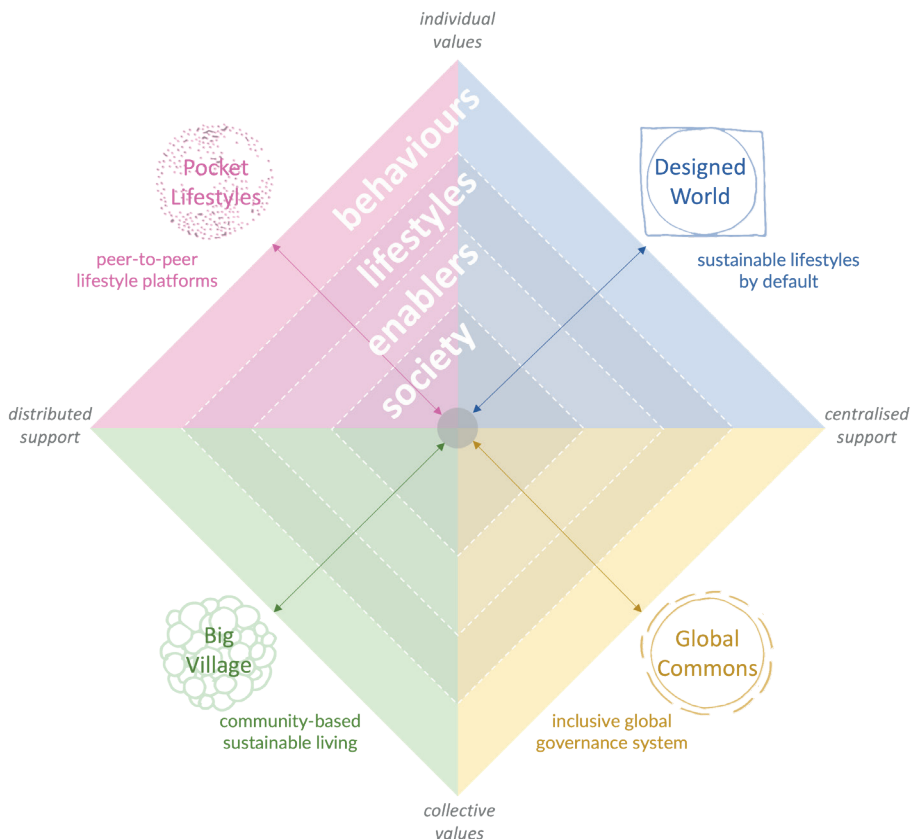 individual
values
behaviours
lifestyles
enablers
society
Pocket
Lifestyles
peer-to-peer
lifestyle platforms
Designed
World
sustainable lifestyles
by default
distributed
support
centralised
support
Big
Village
community-based
sustainable living
Global
Commons
inclusive global
governance system
collective
values